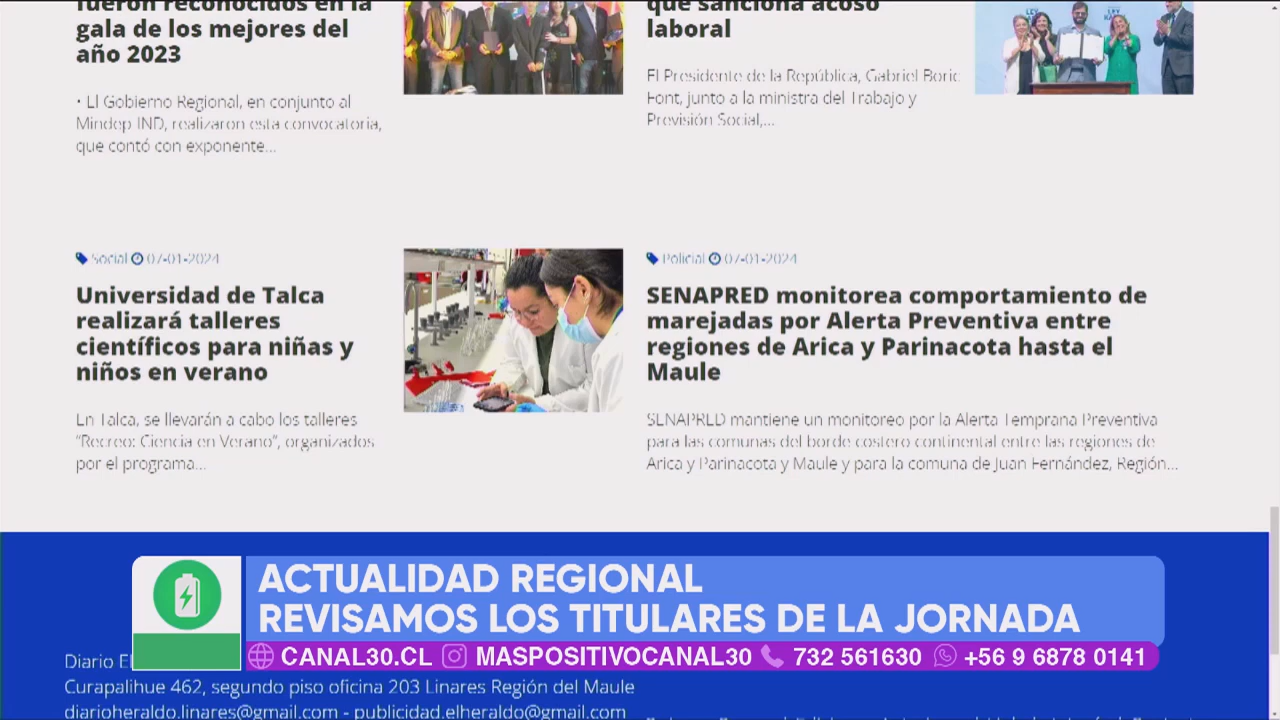 fueron reconocidos en la
gala de los mejores del
año 2023
• El Gobierno Regional, en conjunto al
Mindep IND, realizaron esta convocatoria,
que contó con exponente...
que sanciona acoso
laboral
El Presidente de la República, Gabriel Boric
Font, junto a la ministra del Trabajo y
Previsión Social,...
Social 07-01-2024
Universidad de Talca
realizará talleres
científicos para niñas y
niños en verano
En Talca, se llevarán a cabo los talleres
"Recreo: Ciencia en Verano", organizados
por el programa...
Policial 07-01-2024
SENAPRED monitorea comportamiento de
marejadas por Alerta Preventiva entre
regiones de Arica y Parinacota hasta el
Maule
SENAPRED mantiene un monitoreo por la Alerta Temprana Preventiva
para las comunas del borde costero continental entre las regiones de
Arica y Parinacota y Maule y para la comuna de Juan Fernández, Región...
ACTUALIDAD REGIONAL
REVISAMOS LOS TITULARES DE LA JORNADA
CANAL30.CL MASPOSITIVOCANAL30 732 561630 +56 9 6878 0141
Diario El
Curapalihue 462, segundo piso oficina 203 Linares Región del Maule
diarioheraldo.linares@gmail.com - publicidad.elheraldo@gmail.com